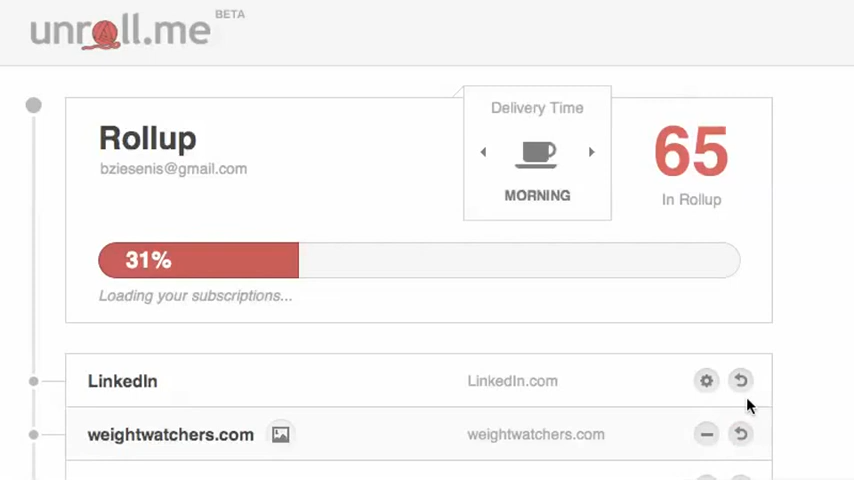 unroll.me BETA
Delivery Time
Rollup
65
bziesenis@gmail.com
MORNING
In Rollup
31%
Loading your subscriptions...
LinkedIn LinkedIn.com
weightwatchers.com weightwatchers.com